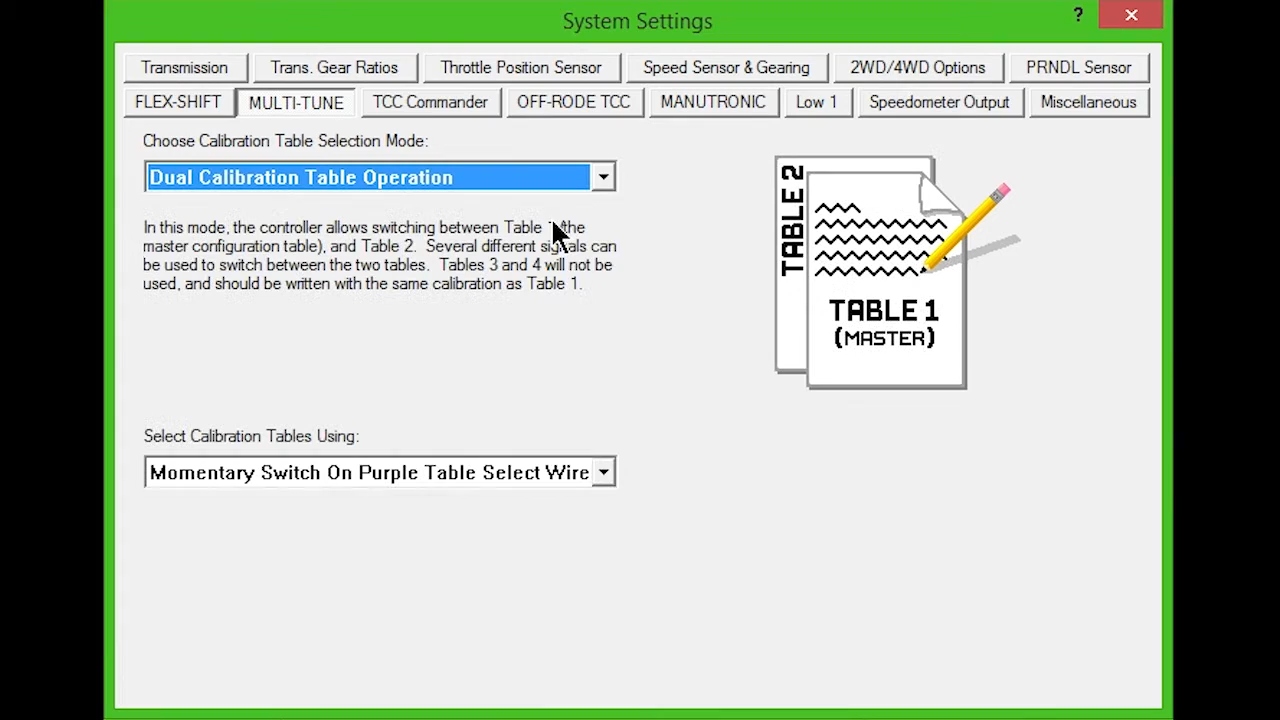 System Settings
?
Transmission
Trans. Gear Ratios
Throttle Position Sensor
Speed Sensor & Gearing
2WD/4WD Options
PRNDL Sensor
FLEX-SHIFT
MULTI-TUNE
TCC Commander
OFF-RODE TCC
MANUTRONIC
Low 1
Speedometer Output
Miscellaneous
Choose Calibration Table Selection Mode:
Dual Calibration Table Operation
In this mode, the controller allows switching between Table the
master configuration table), and Table 2. Several different signals can
be used to switch between the two tables. Tables 3 and 4 will not be
used, and should be written with the same calibration as Table 1.
TABLE 2
TABLE 1
(MASTER)
Select Calibration Tables Using:
Momentary Switch On Purple Table Select Wire